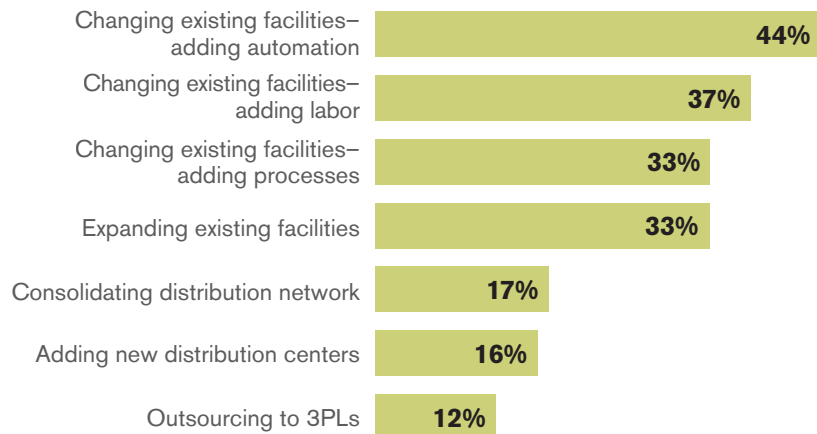 Changing existing facilities–
adding automation
44%
Changing existing facilities–
adding labor
37%
Changing existing facilities–
adding processes
33%
Expanding existing facilities
33%
Consolidating distribution network
17%
Adding new distribution centers
16%
Outsourcing to 3PLs
12%